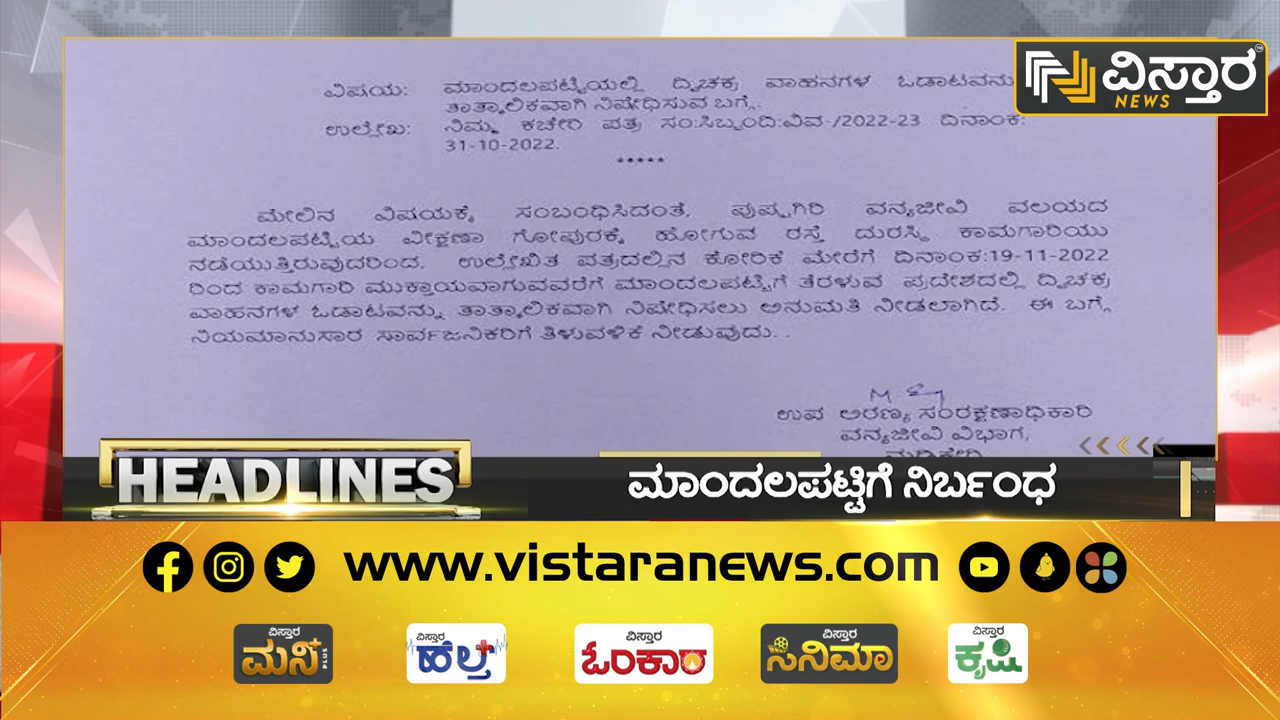 ವಿಸ್ತಾರ
NEWS
ವಿಷಯ: ಮಾಂದಲಪಟ್ಟಿಯಲ್ಲಿ ದ್ವಿಚಕ್ರ ವಾಹನಗಳ ಓಡಾಟವನ್ನು
ತಾತ್ಕಾಲಿಕವಾಗಿ ನಿಷೇಧಿಸುವ ಬಗ್ಗೆ.
ಉಲ್ಲೇಖ: ನಿಮ್ಮ ಕಚೇರಿ ಪತ್ರ ಸಂ:ಸಿಬ್ಬಂದಿ:ವಿವ-/2022-23 ದಿನಾಂಕ:
31-10-2022.
*****
ಮೇಲಿನ ವಿಷಯಕ್ಕೆ ಸಂಬಂಧಿಸಿದಂತೆ, ಪುಷ್ಪಗಿರಿ ವನ್ಯಜೀವಿ ವಲಯದ
ಮಾಂದಲಪಟ್ಟಿಯ ವೀಕ್ಷಣಾ ಗೋಪುರಕ್ಕೆ ಹೋಗುವ ರಸ್ತೆ ದುರಸ್ತಿ ಕಾಮಗಾರಿಯು
ನಡೆಯುತ್ತಿರುವುದರಿಂದ, ಉಲ್ಲೇಖಿತ ಪತ್ರದಲ್ಲಿನ ಕೋರಿಕೆ ಮೇರೆಗೆ ದಿನಾಂಕ:19-11-2022
ರಿಂದ ಕಾಮಗಾರಿ ಮುಕ್ತಾಯವಾಗುವವರೆಗೆ ಮಾಂದಲಪಟ್ಟಿಗೆ ತೆರಳುವ ಪ್ರದೇಶದಲ್ಲಿ ದ್ವಿಚಕ್ರ
ವಾಹನಗಳ ಓಡಾಟವನ್ನು ತಾತ್ಕಾಲಿಕವಾಗಿ ನಿಷೇಧಿಸಲು ಅನುಮತಿ ನೀಡಲಾಗಿದೆ. ಈ ಬಗ್ಗೆ
ನಿಯಮಾನುಸಾರ ಸಾರ್ವಜನಿಕರಿಗೆ ತಿಳುವಳಿಕೆ ನೀಡುವುದು..
ಉಪ ಅರಣ್ಯ ಸಂರಕ್ಷಣಾಧಿಕಾರಿ
ವನ್ಯಜೀವಿ ವಿಭಾಗ,
HEADLINES
ಮಾಂದಲಪಟ್ಟಿಗೆ ನಿರ್ಬಂಧ
www.vistaranews.com
ವಿಸ್ತಾರ
ಮನಿ PLUS
ವಿಸ್ತಾರ
ಹೆಲ್ತ್
ವಿಸ್ತಾರ
ಓಂಕಾರ
ವಿಸ್ತಾರ
ಸಿನಿಮಾ
ವಿಸ್ತಾರ
ಕೃಷಿ